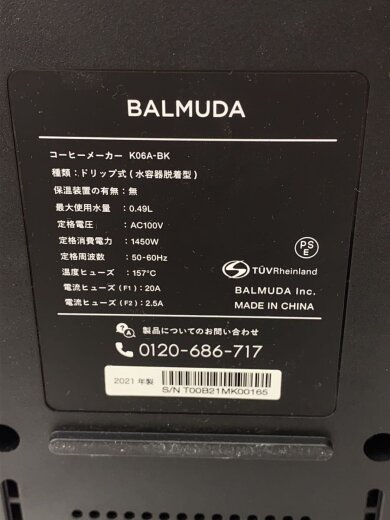 BALMUDA
コーヒーメーカー K06A-BK
種類：ドリップ式（水容器脱着型）
保温装置の有無：無
最大使用水量 ：0.49L
定格電圧 ：AC100V
定格消費電力 ：1450W
定格周波数 ：50-60Hz
温度ヒューズ ：157℃
電流ヒューズ（F1）：20A
電流ヒューズ（F2）：2.5A
PS
E
TÜVRheinland
BALMUDA Inc.
MADE IN CHINA
製品についてのお問い合わせ
0120-686-717
2021年製
S/N T00B21MK00165